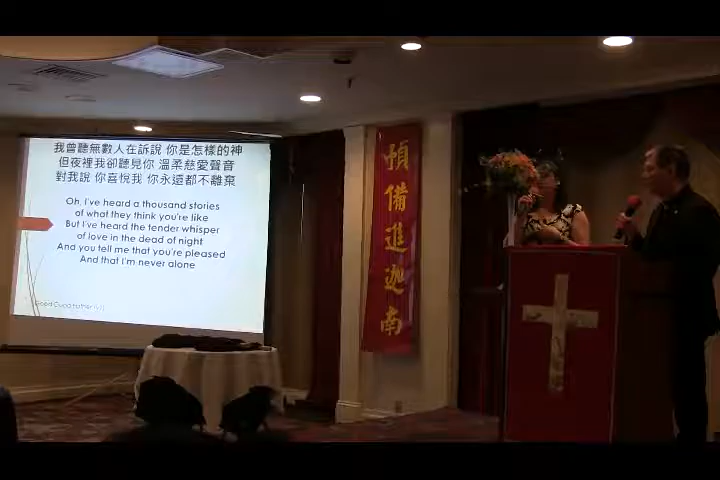 我曾聽無數人在訴說 你是怎樣的神
但夜裡我卻聽見你 溫柔慈愛聲音
對我說 你喜悅我 你永遠都不離棄
Oh, I've heard a thousand stories
of what they think you're like
But I've heard the tender whisper
of love in the dead of night
And you tell me that you're pleased
And that I'm never alone
備
進
迦
南